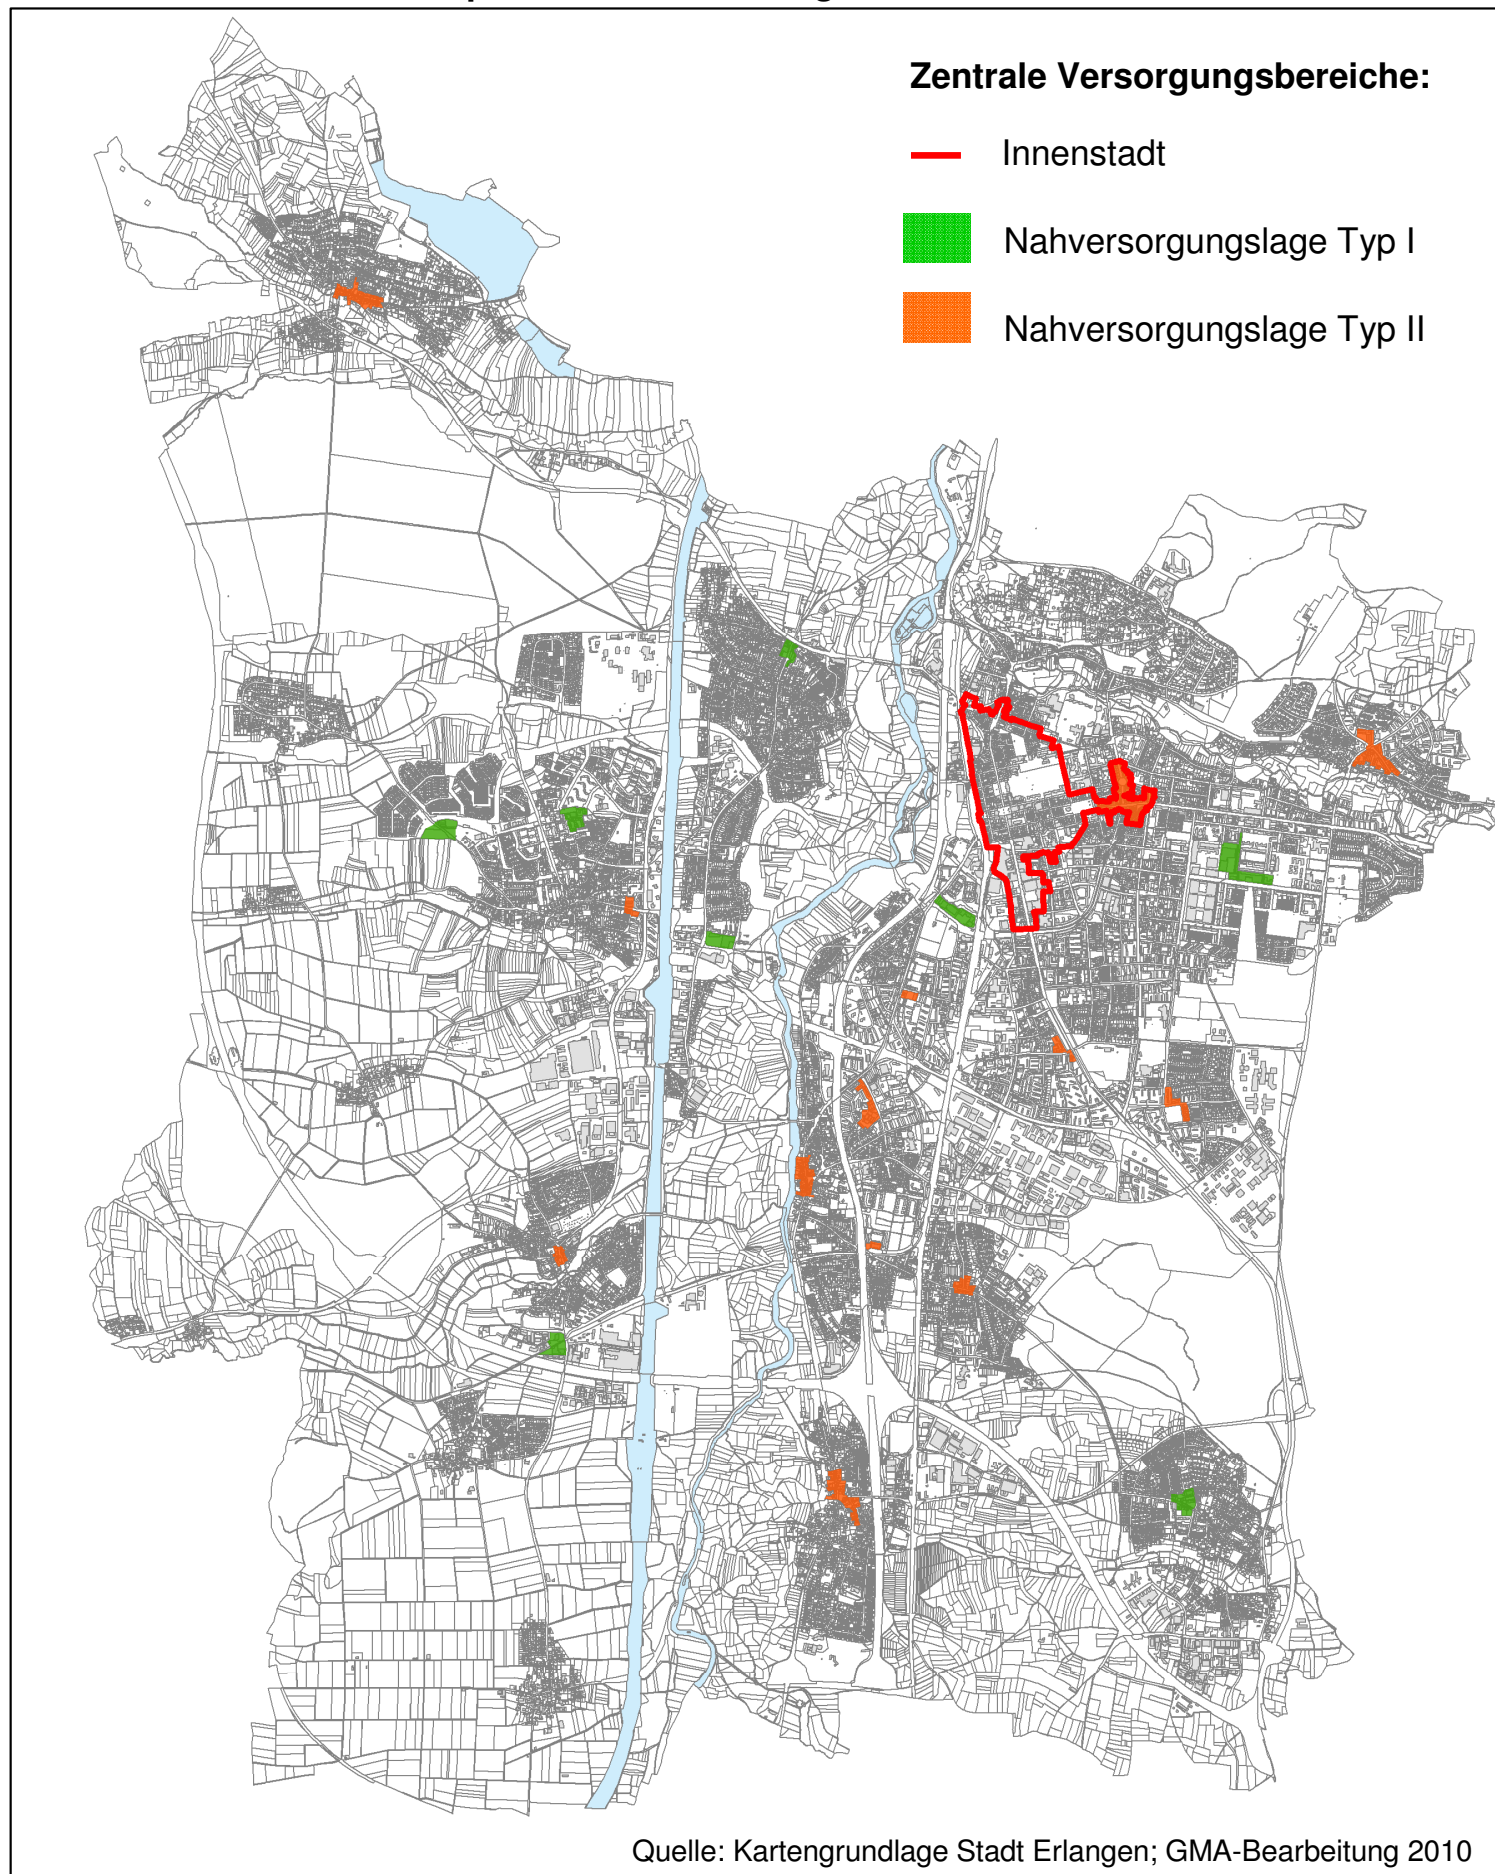 Zentrale Versorgungsbereiche:
Innenstadt
Nahversorgungslage Typ I
Nahversorgungslage Typ II
Quelle: Kartengrundlage Stadt Erlangen; GMA-Bearbeitung 2010